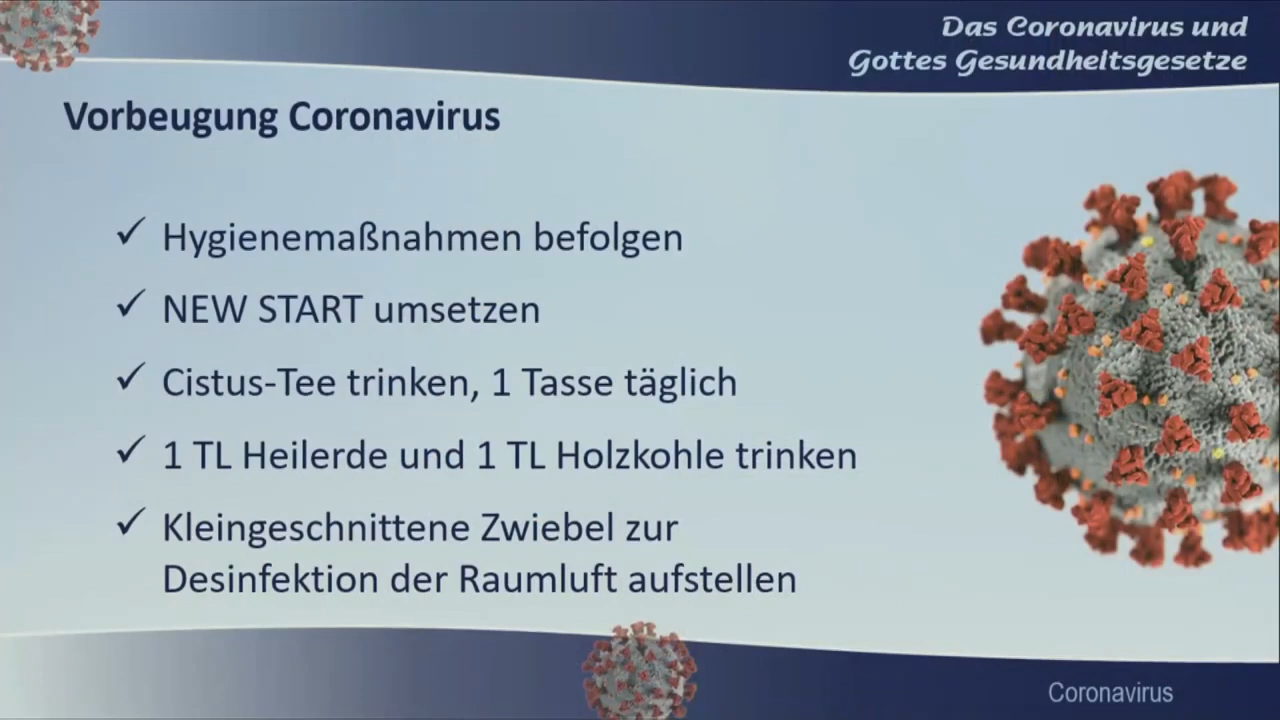 Das Coronavirus und
Gottes Gesundheitsgesetze
Vorbeugung Coronavirus
✓ Hygienemaßnahmen befolgen
✓ NEW START umsetzen
✓ Cistus-Tee trinken, 1 Tasse täglich
✓ 1 TL Heilerde und 1 TL Holzkohle trinken
✓ Kleingeschnittene Zwiebel zur
Desinfektion der Raumluft aufstellen
Coronavirus